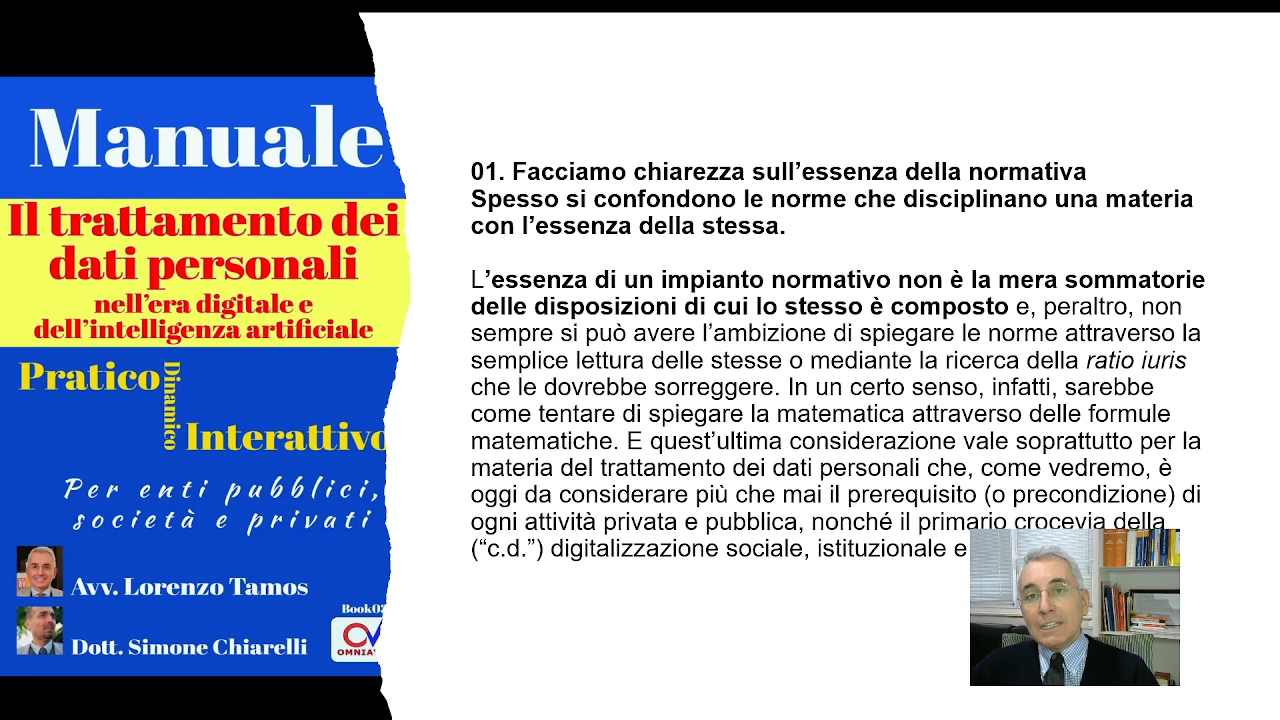 Manuale
Il trattamento dei
dati personali
nell'era digitale e
dell'intelligenza artificiale
Pratico
Dinamico
Interattivo
Per enti pubblici,
società e privati
Avv. Lorenzo Tamos
Dott. Simone Chiarelli
OMNIA
01. Facciamo chiarezza sull’essenza della normativa
Spesso si confondono le norme che disciplinano una materia
con l’essenza della stessa.
L’essenza di un impianto normativo non è la mera sommatorie
delle disposizioni di cui lo stesso è composto e, peraltro, non
sempre si può avere l’ambizione di spiegare le norme attraverso la
semplice lettura delle stesse o mediante la ricerca della ratio iuris
che le dovrebbe sorreggere. In un certo senso, infatti, sarebbe
come tentare di spiegare la matematica attraverso delle formule
matematiche. E quest’ultima considerazione vale soprattutto per la
materia del trattamento dei dati personali che, come vedremo, è
oggi da considerare più che mai il prerequisito (o precondizione) di
ogni attività privata e pubblica, nonché il primario crocevia della
(“c.d.”) digitalizzazione sociale, istituzionale e